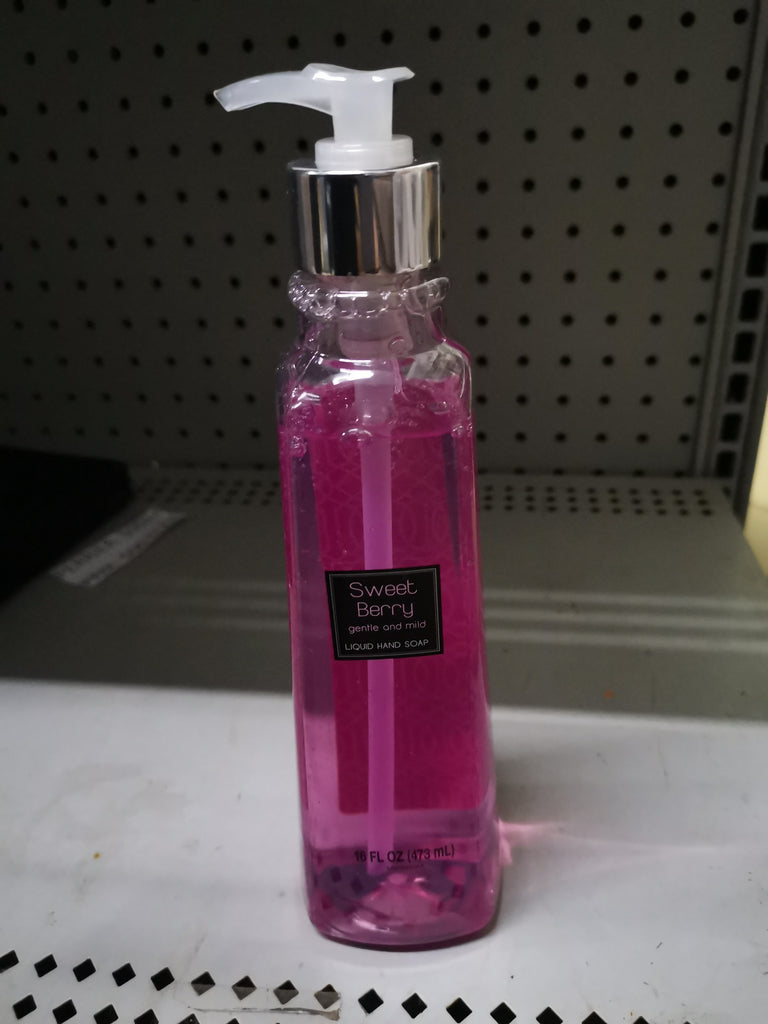 Sweet
Berry
gentle and mild
LIQUID HAND SOAP
16 FL OZ (473 mL)